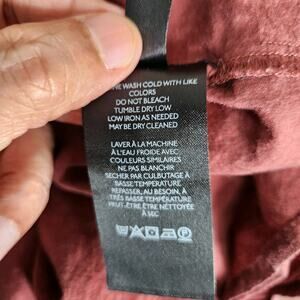 WASH COLD WITH LIKE
COLORS
DO NOT BLEACH
TUMBLE DRY LOW
LOW IRON AS NEEDED
MAY BE DRY CLEANED
LAVER À LA MACHINE
À L'EAU FROIDE AVEC
COULEURS SIMILAIRES
NE PAS BLANCHIR
SECHER PAR CULBUTAGE À
BASSE TEMPÉRATURE
REPASSER, AU BESOIN, À
TRÈS BASSE TEMPÉRATURE
PEUT-ÊTRE ÊTRE NETTOYÉE
À SEC